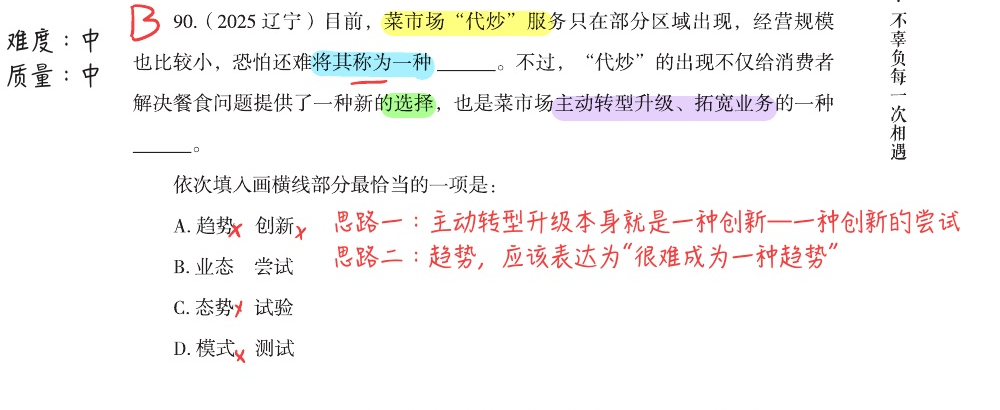 B 90.（2025 辽宁）目前，菜市场“代炒”服务只在部分区域出现，经营规模
难度：中
也比较小，恐怕还难将其称为一种______。不过，“代炒”的出现不仅给消费者
质量：中
解决餐食问题提供了一种新的选择，也是菜市场主动转型升级、拓宽业务的一种
______。
依次填入画横线部分最恰当的一项是：
A. 趋势× 创新× 思路一：主动转型升级本身就是一种创新—一种创新的尝试
B. 业态 尝试 思路二：趋势，应该表达为“很难成为一种趋势”
C. 态势× 试验
D. 模式× 测试
不辜负每一次相遇